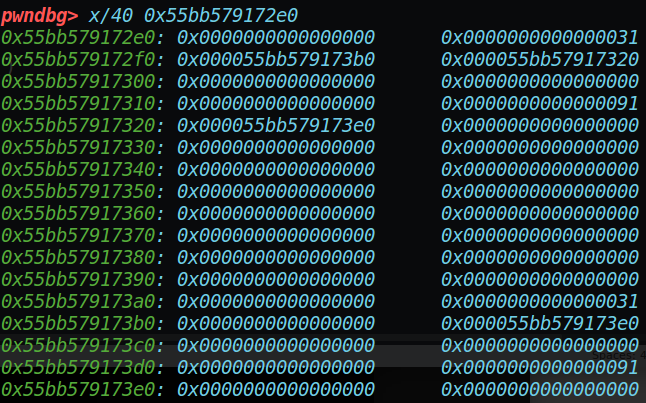 pwndbg> x/40 0x55bb579172e0
0x55bb579172e0: 0x0000000000000000 0x0000000000000031
0x55bb579172f0: 0x000055bb579173b0 0x000055bb57917320
0x55bb57917300: 0x0000000000000000 0x0000000000000000
0x55bb57917310: 0x0000000000000000 0x0000000000000091
0x55bb57917320: 0x000055bb579173e0 0x0000000000000000
0x55bb57917330: 0x0000000000000000 0x0000000000000000
0x55bb57917340: 0x0000000000000000 0x0000000000000000
0x55bb57917350: 0x0000000000000000 0x0000000000000000
0x55bb57917360: 0x0000000000000000 0x0000000000000000
0x55bb57917370: 0x0000000000000000 0x0000000000000000
0x55bb57917380: 0x0000000000000000 0x0000000000000000
0x55bb57917390: 0x0000000000000000 0x0000000000000000
0x55bb579173a0: 0x0000000000000000 0x0000000000000031
0x55bb579173b0: 0x0000000000000000 0x000055bb579173e0
0x55bb579173c0: 0x0000000000000000 0x0000000000000000
0x55bb579173d0: 0x0000000000000000 0x0000000000000091
0x55bb579173e0: 0x0000000000000000 0x0000000000000000